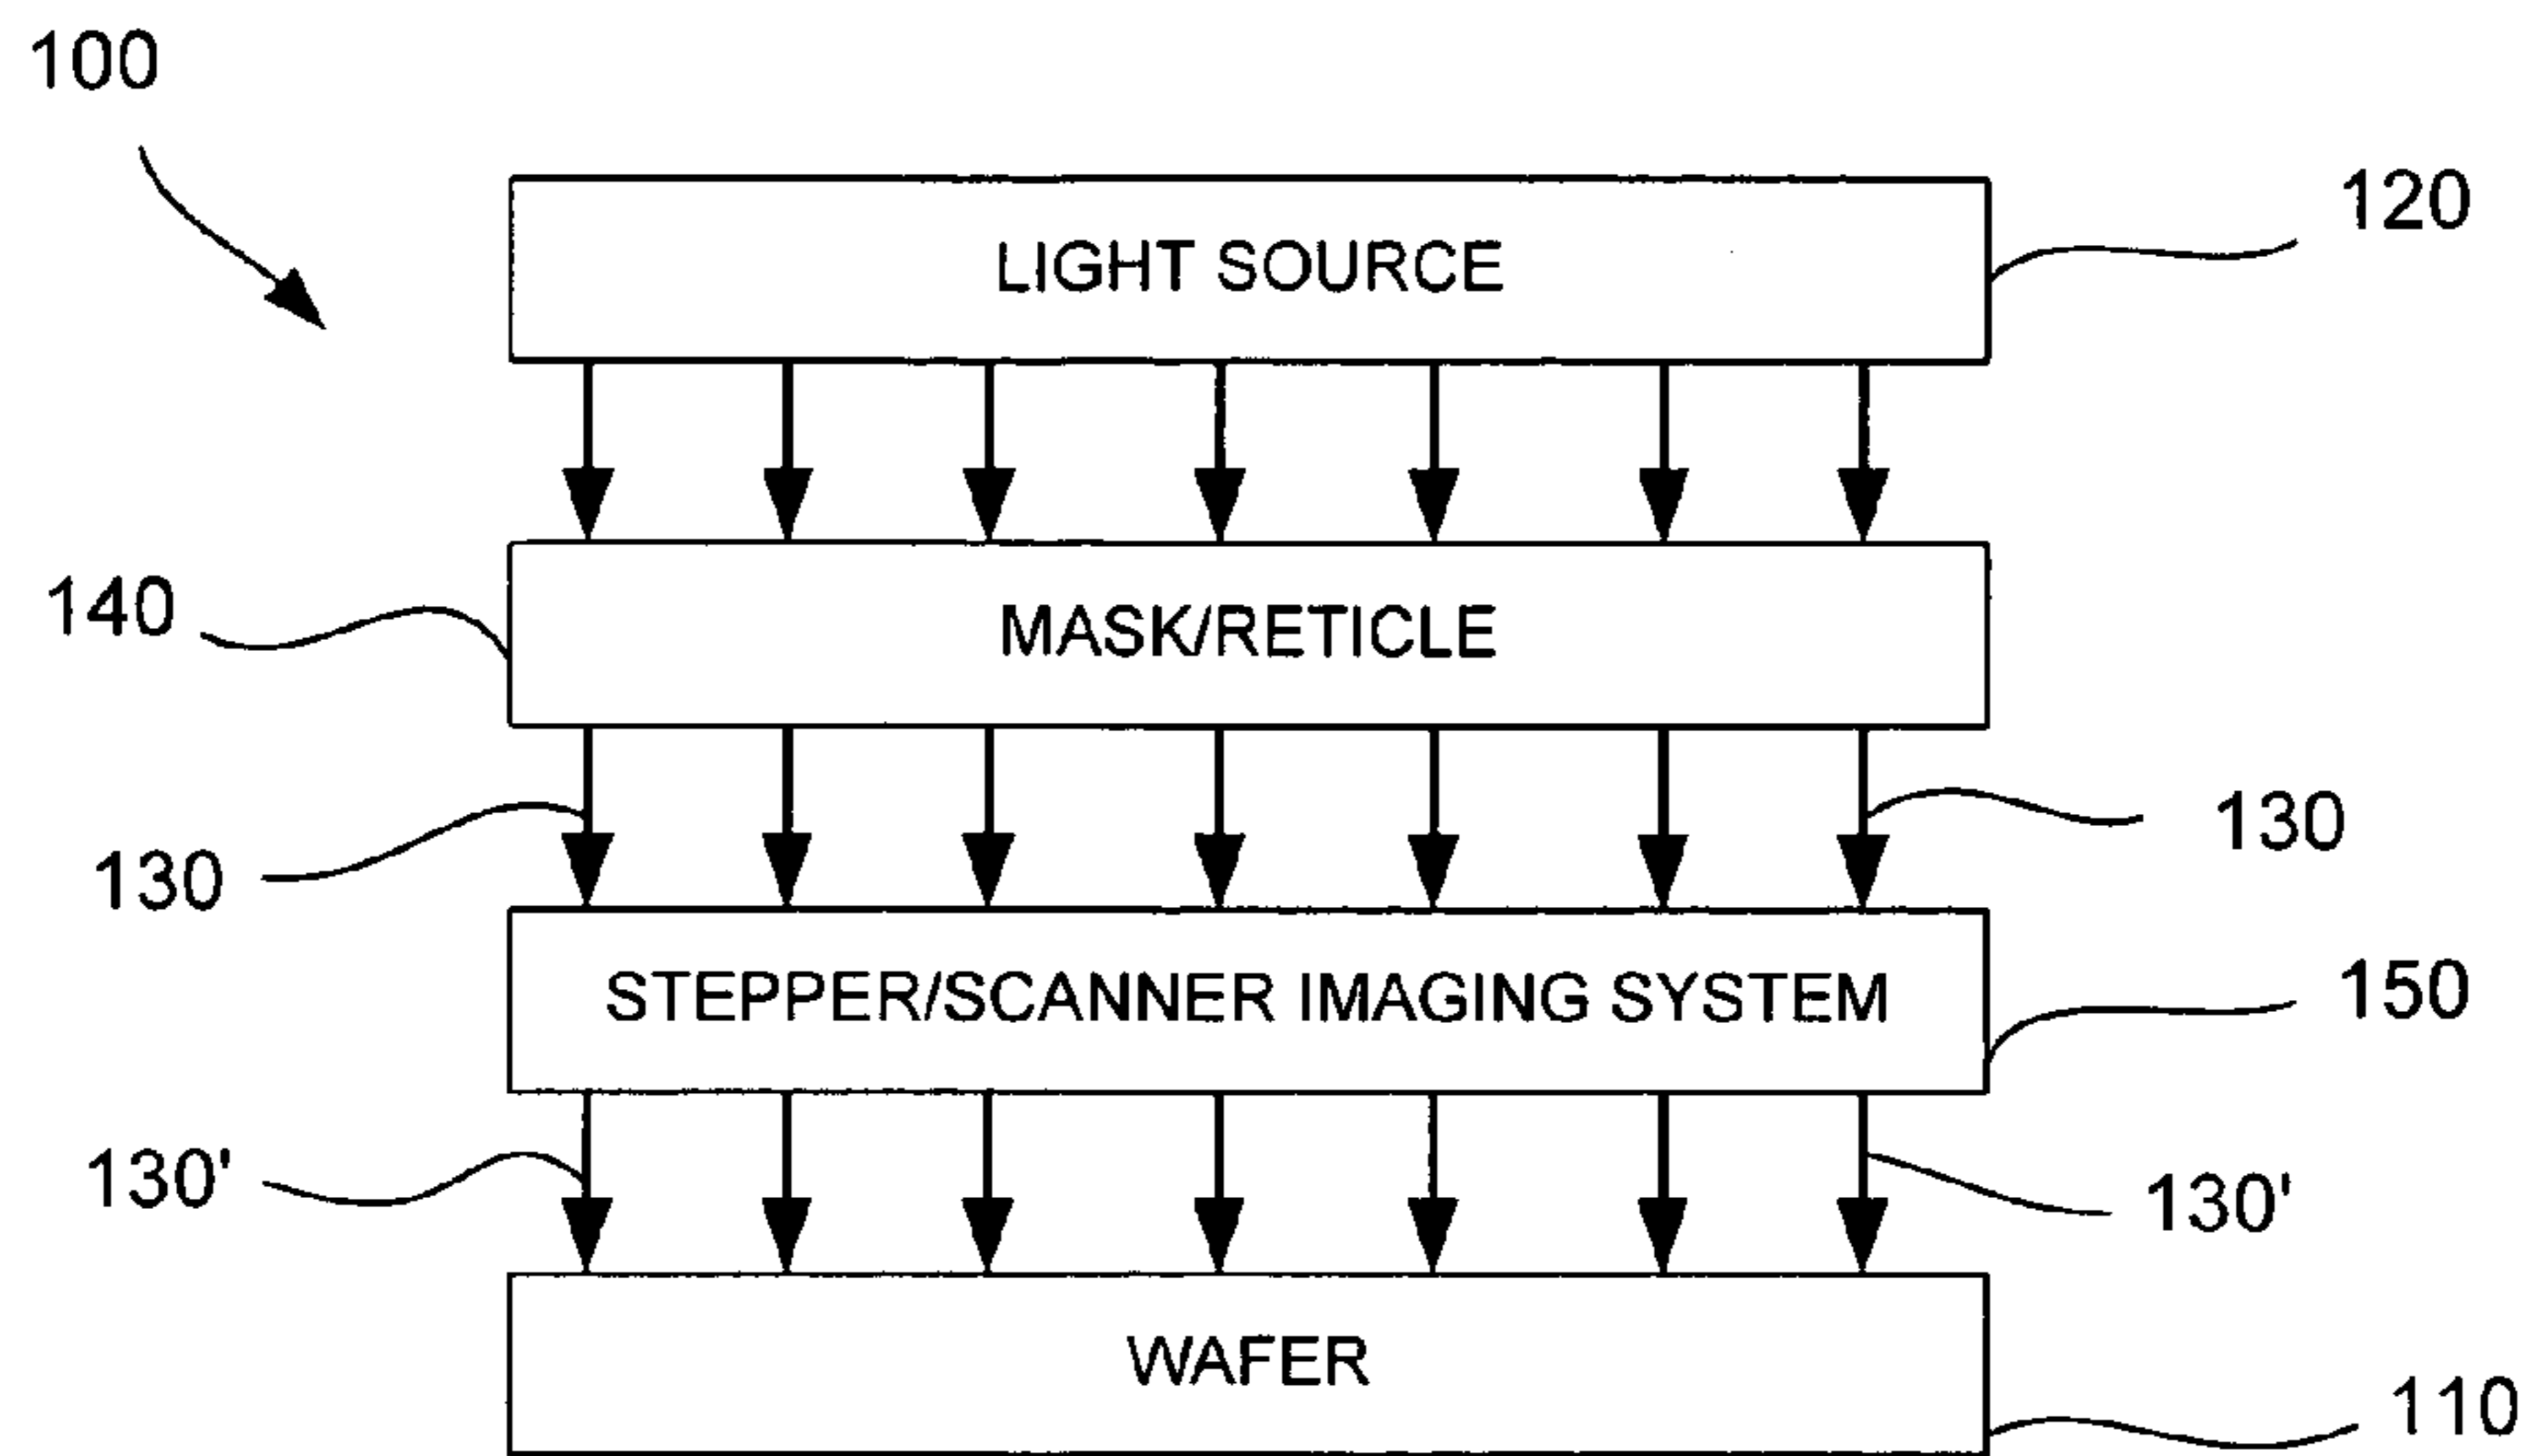 100
120
LIGHT SOURCE
140
MASK/RETICLE
130
130
STEPPER/SCANNER IMAGING SYSTEM
150
130'
130'
WAFER
110